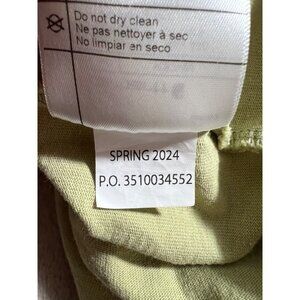 Do not dry clean
Ne pas nettoyer à sec
No limpiar en seco
SPRING 2024
P.O. 3510034552